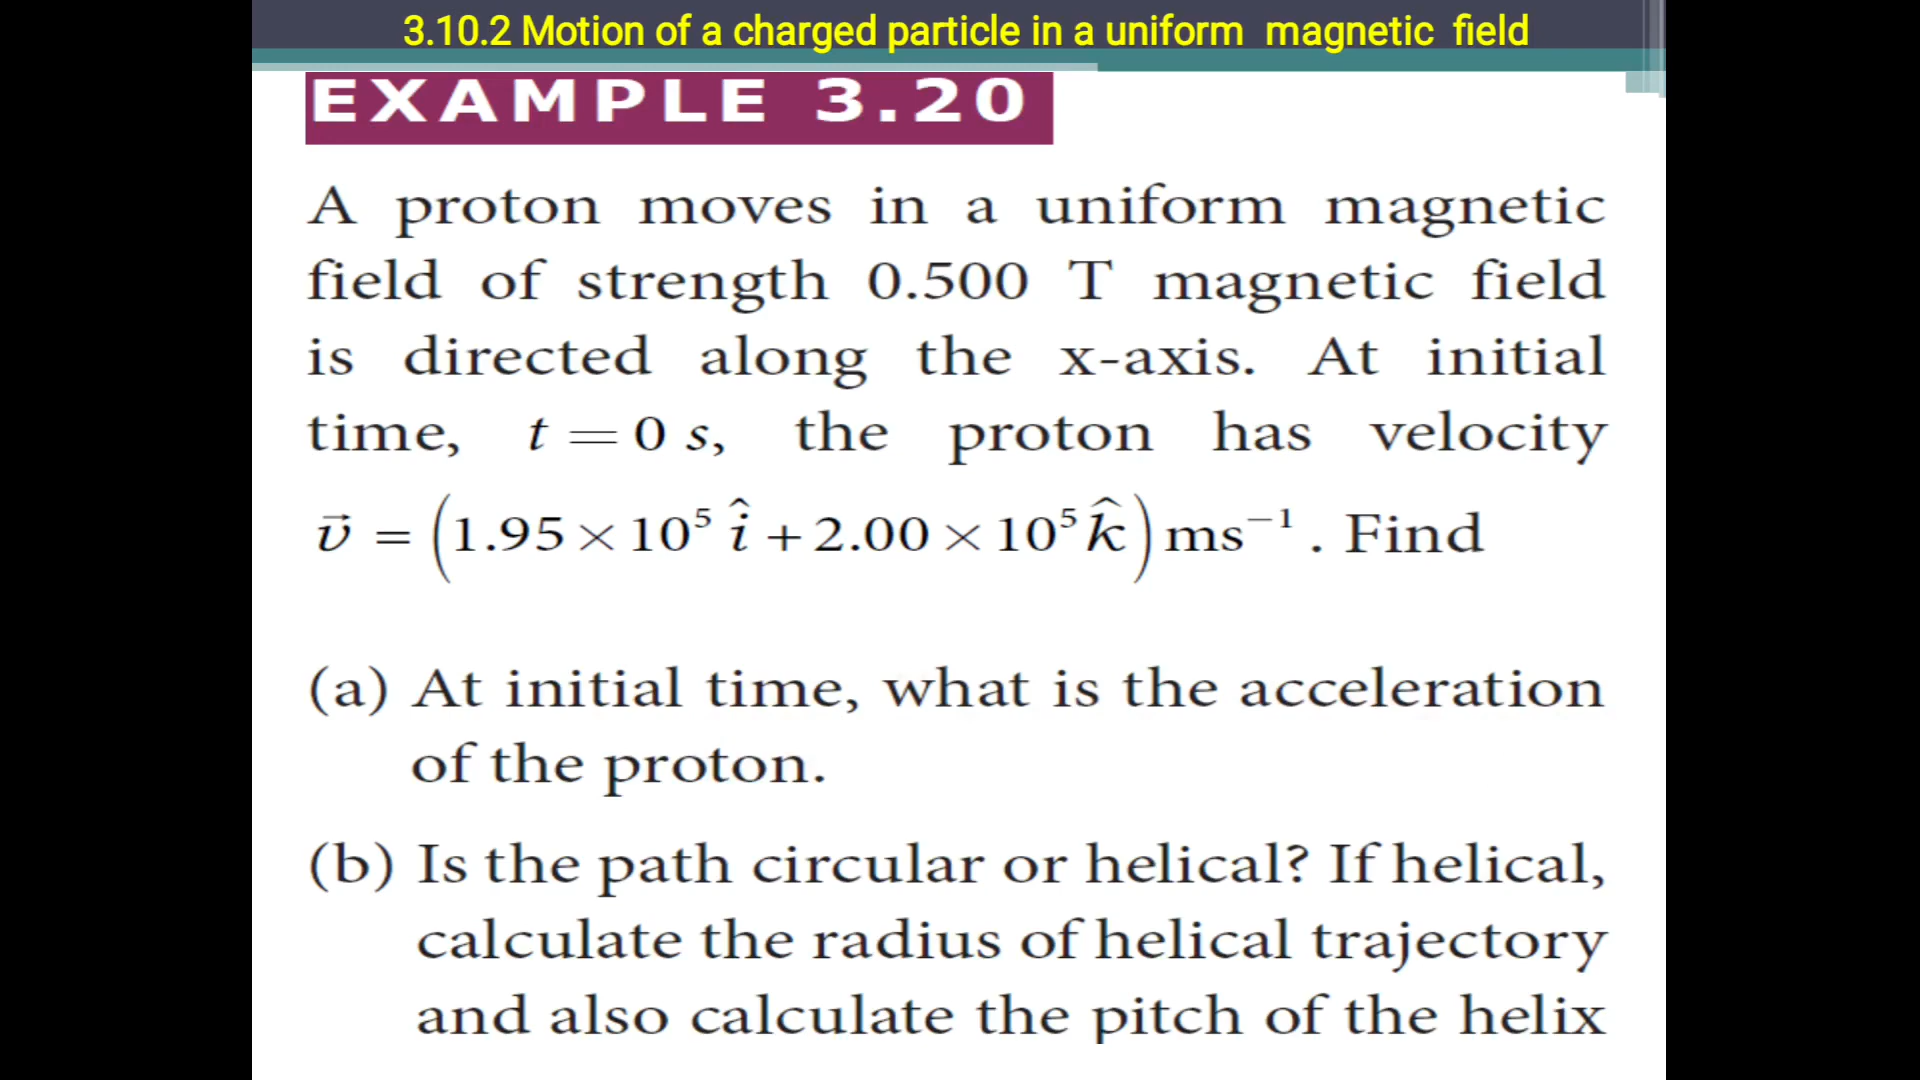 3.10.2 Motion of a charged particle in a uniform magnetic field
EXAMPLE 3.20
A proton moves in a uniform magnetic
field of strength 0.500 T magnetic field
is directed along the x-axis. At initial
time, t = 0 s, the proton has velocity
v⃗ = (1.95 × 10⁵ î + 2.00 × 10⁵ k̂) ms⁻¹ . Find
(a) At initial time, what is the acceleration
of the proton.
(b) Is the path circular or helical? If helical,
calculate the radius of helical trajectory
and also calculate the pitch of the helix